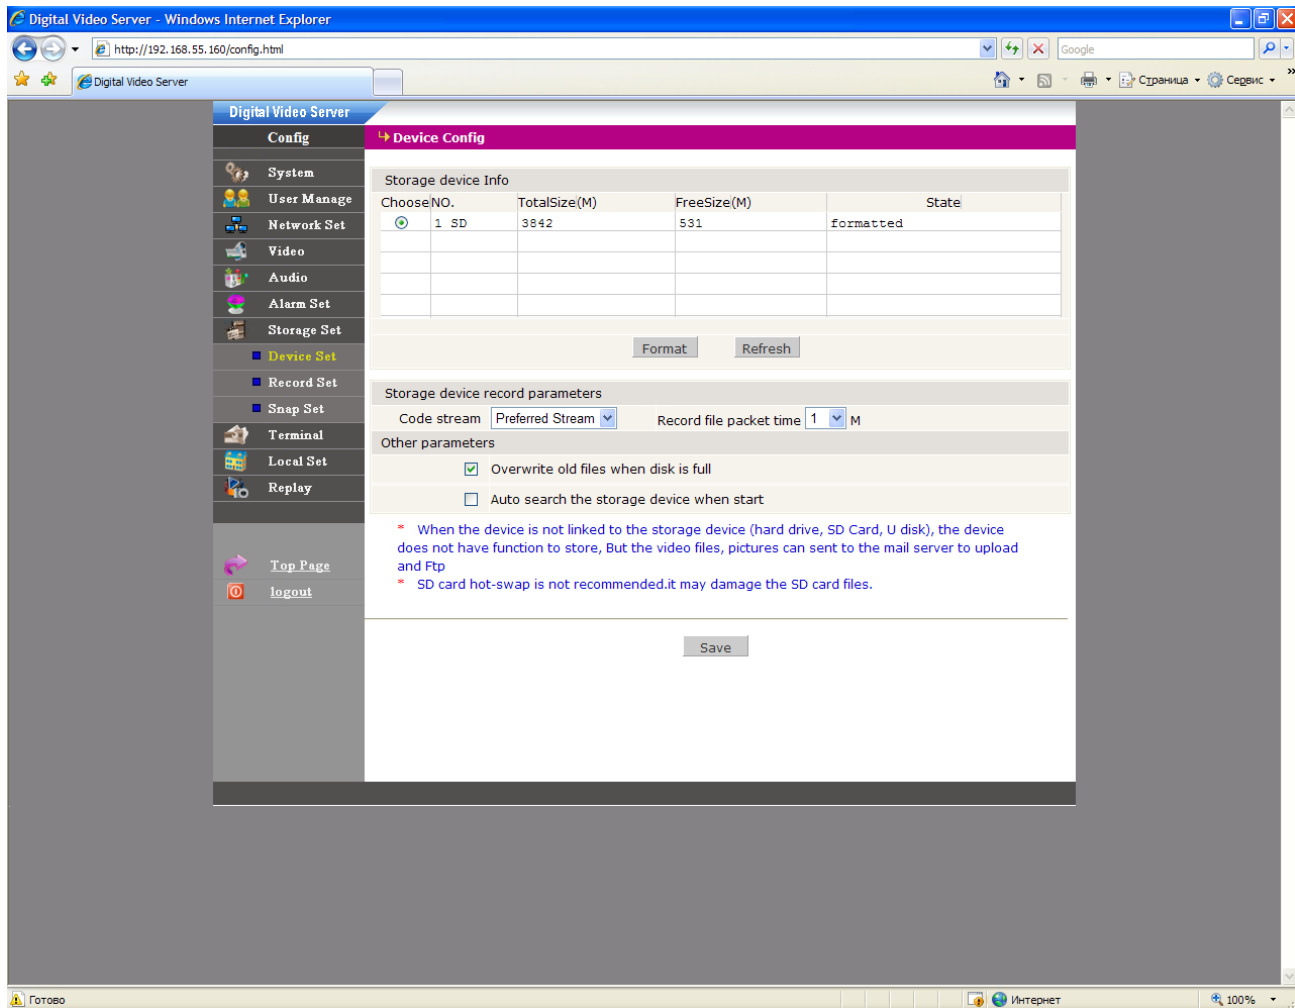 Digital Video Server - Windows Internet Explorer
http://192.168.55.160/config.html
Google
Digital Video Server
Страница
Сервис
»
Digital Video Server
Config
System
User Manage
Network Set
Video
Audio
Alarm Set
Storage Set
Device Set
Record Set
Snap Set
Terminal
Local Set
Replay
Top Page
logout
Device Config
Storage device Info
Choose NO. TotalSize(M) FreeSize(M) State
1 SD 3842 531 formatted
Format Refresh
Storage device record parameters
Code stream Preferred Stream Record file packet time 1 M
Other parameters
Overwrite old files when disk is full
Auto search the storage device when start
* When the device is not linked to the storage device (hard drive, SD Card, U disk), the device
does not have function to store, But the video files, pictures can sent to the mail server to upload
and Ftp
* SD card hot-swap is not recommended.it may damage the SD card files.
Save
Готово
Интернет
100%